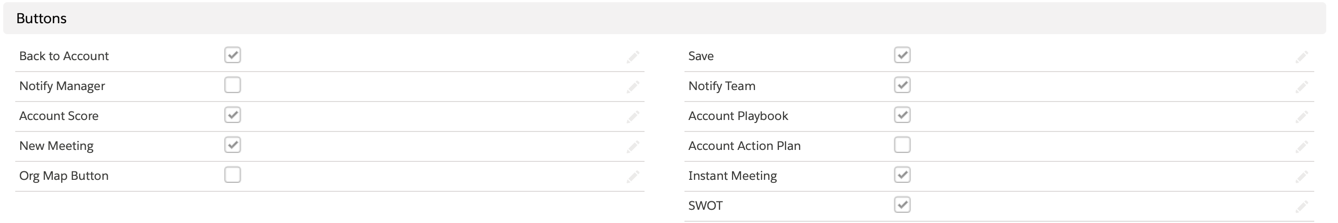 Buttons
Back to Account
Notify Manager
Account Score
New Meeting
Org Map Button
Save
Notify Team
Account Playbook
Account Action Plan
Instant Meeting
SWOT